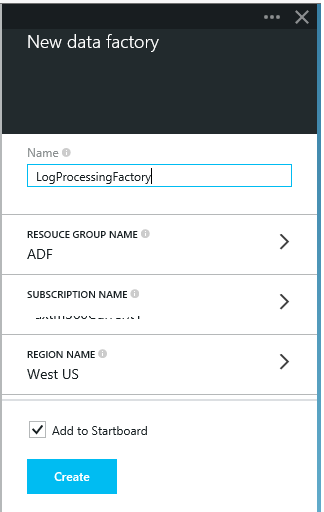 New data factory
Name
LogProcessingFactory
RESOUCE GROUP NAME
ADF
SUBSCRIPTION NAME
REGION NAME
West US
Add to Startboard
Create